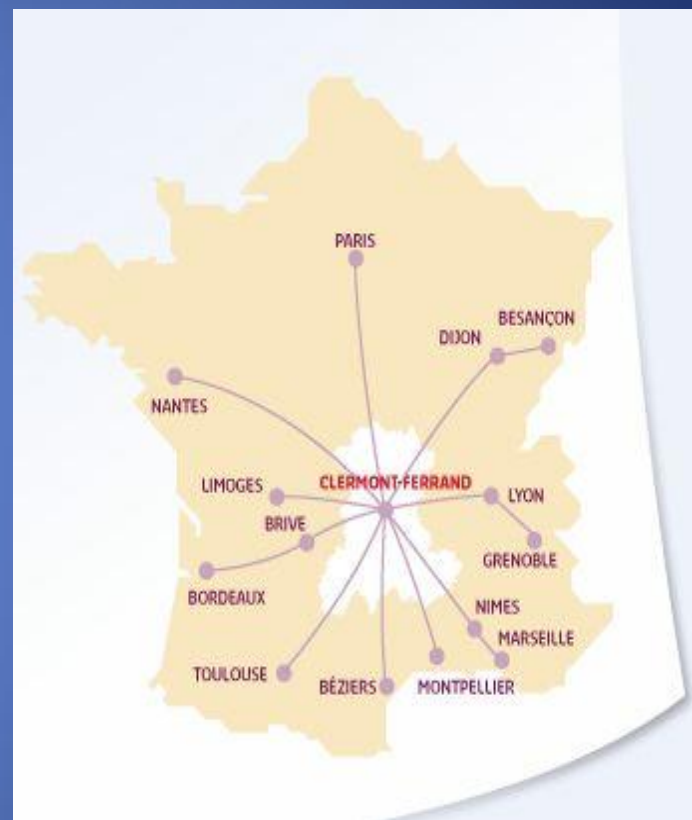 PARIS
BESANÇON
DIJON
NANTES
CLERMONT-FERRAND
LIMOGES
LYON
BRIVE
GRENOBLE
BORDEAUX
NIMES
MARSEILLE
TOULOUSE
BÉZIERS
MONTPELLIER